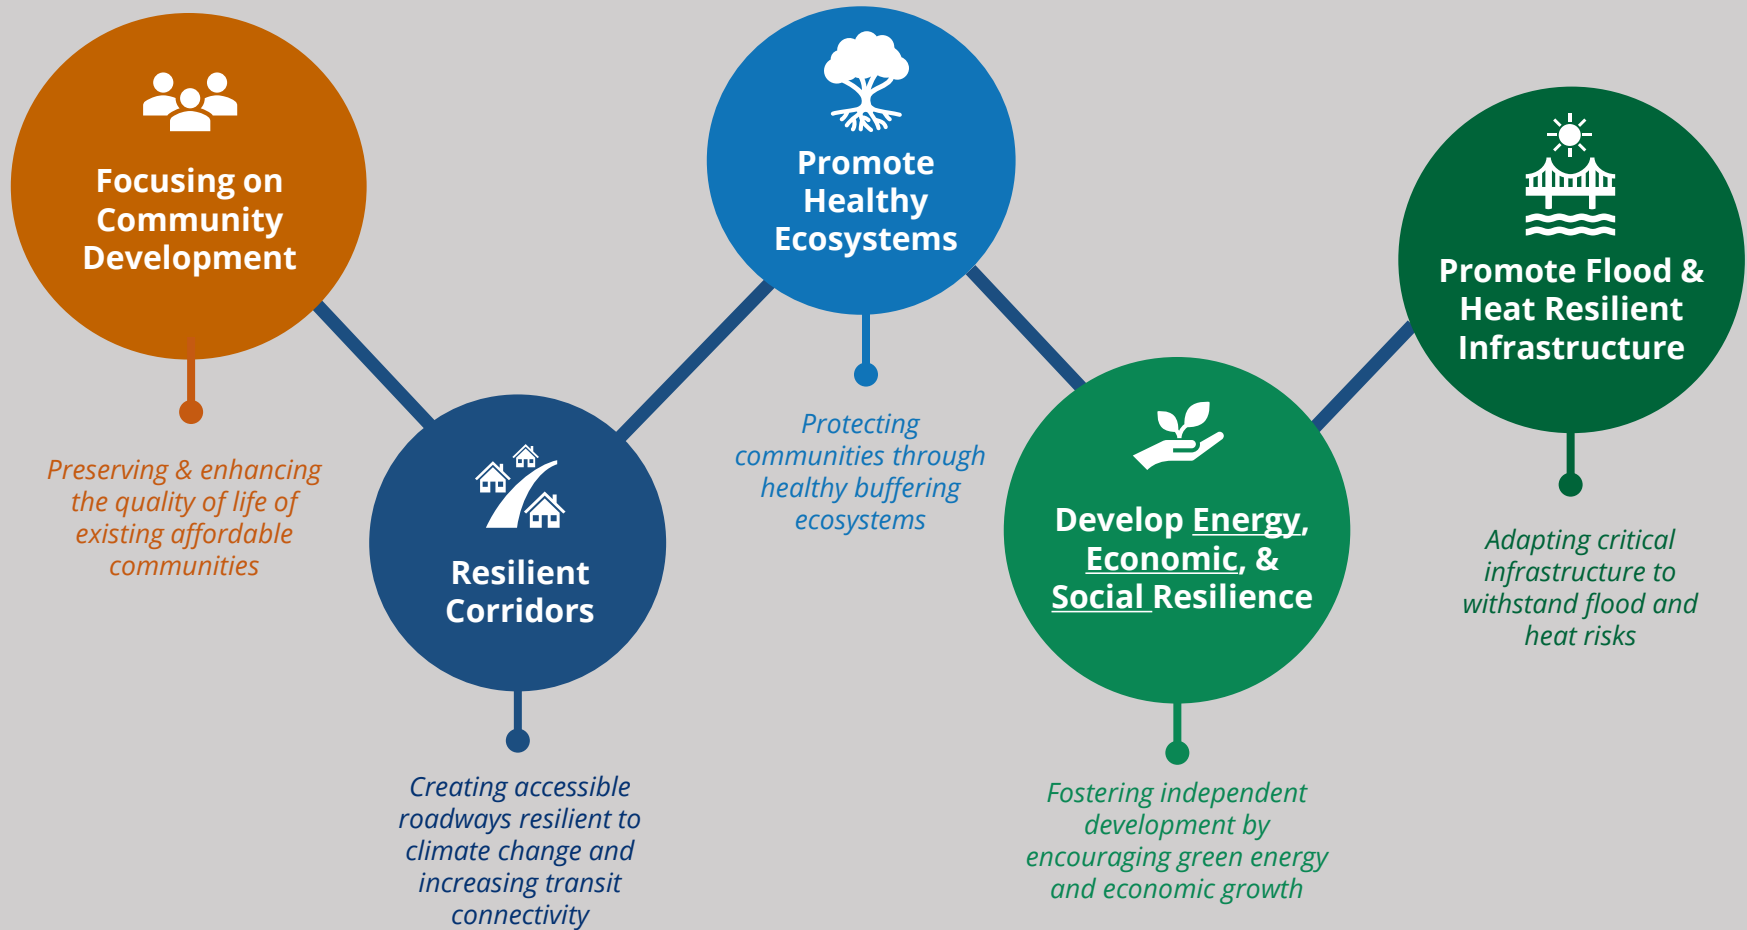 Focusing on
Community
Development
Preserving & enhancing
the quality of life of
existing affordable
communities
Resilient
Corridors
Creating accessible
roadways resilient to
climate change and
increasing transit
connectivity
Promote
Healthy
Ecosystems
Protecting
communities through
healthy buffering
ecosystems
Develop Energy,
Economic, &
Social Resilience
Fostering independent
development by
encouraging green energy
and economic growth
Promote Flood &
Heat Resilient
Infrastructure
Adapting critical
infrastructure to
withstand flood and
heat risks